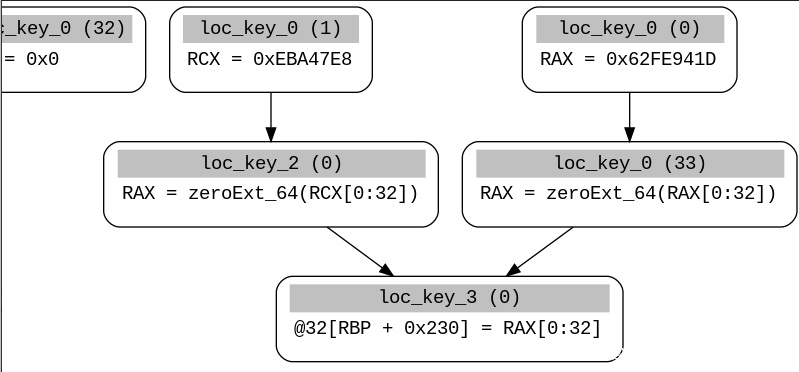 _key_0 (32)
= 0x0
loc_key_0 (1)
RCX = 0xEBA47E8
loc_key_0 (0)
RAX = 0x62FE941D
loc_key_2 (0)
RAX = zeroExt_64(RCX[0:32])
loc_key_0 (33)
RAX = zeroExt_64(RAX[0:32])
loc_key_3 (0)
@32[RBP + 0x230] = RAX[0:32]